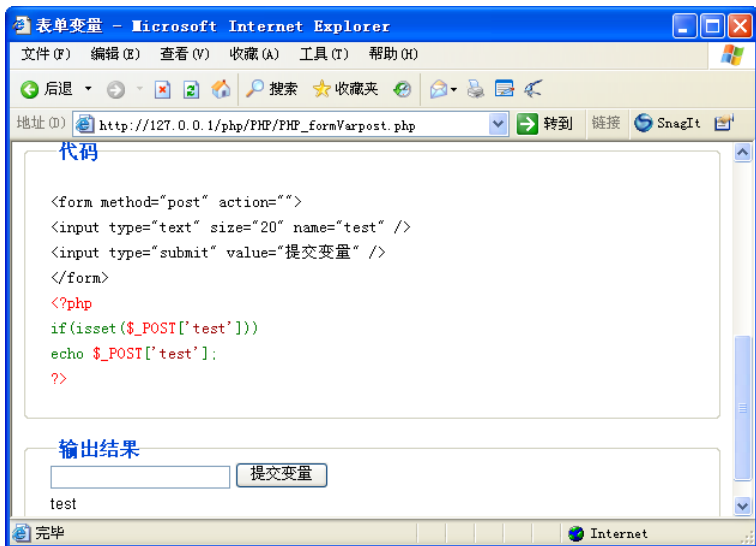 表单变量 - Microsoft Internet Explorer
文件(F) 编辑(E) 查看(V) 收藏(A) 工具(T) 帮助(H)
后退 搜索 收藏夹
地址(D) http://127.0.0.1/php/PHP/PHP_formVarpost.php 转到 链接 SnagIt
代码
<form method="post" action="">
<input type="text" size="20" name="test" />
<input type="submit" value="提交变量" />
</form>
<?php
if(isset($_POST['test']))
echo $_POST['test'];
?>
输出结果
提交变量
test
完毕 Internet